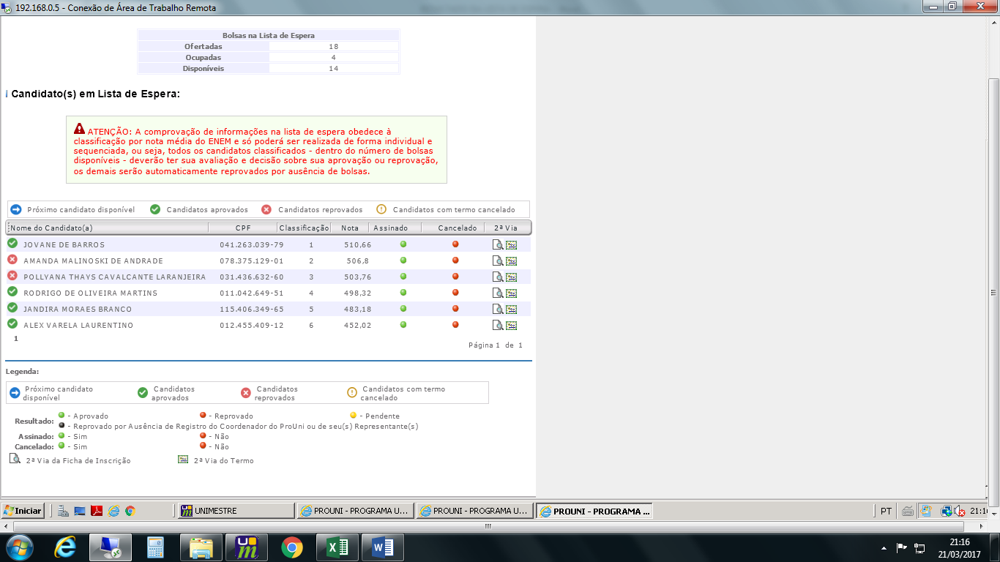 192.168.0.5 - Conexão de Área de Trabalho Remota
Bolsas na Lista de Espera
Ofertadas 18
Ocupadas 4
Disponíveis 14
Candidato(s) em Lista de Espera:
ATENÇÃO: A comprovação de informações na lista de espera obedece à
classificação por nota média do ENEM e só poderá ser realizada de forma individual e
sequenciada, ou seja, todos os candidatos classificados - dentro do número de bolsas
disponíveis - deverão ter sua avaliação e decisão sobre sua aprovação ou reprovação,
os demais serão automaticamente reprovados por ausência de bolsas.
Próximo candidato disponível Candidatos aprovados Candidatos reprovados Candidatos com termo cancelado
Nome do Candidato(a) CPF Classificação Nota Assinado Cancelado 2ª Via
JOVANE DE BARROS 041.263.039-79 1 510,66
AMANDA MALINOSKI DE ANDRADE 078.375.129-01 2 506,8
POLLYANA THAYS CAVALCANTE LARANJEIRA 031.436.632-60 3 503,76
RODRIGO DE OLIVEIRA MARTINS 011.042.649-51 4 498,32
JANDIRA MORAES BRANCO 115.406.349-65 5 483,18
ALEX VARELA LAURENTINO 012.455.409-12 6 452,02
1
Página 1 de 1
Legenda:
Próximo candidato disponível
Candidatos aprovados
Candidatos reprovados
Candidatos com termo cancelado
Resultado: - Aprovado - Reprovado - Pendente
- Reprovado por Ausência de Registro do Coordenador do ProUni ou de seu(s) Representante(s)
Assinado: - Sim - Não
Cancelado: - Sim - Não
2ª Via da Ficha de Inscrição 2ª Via do Termo
Iniciar UNIMESTRE PROUNI - PROGRAMA U... PROUNI - PROGRAMA U... PROUNI - PROGRAMA ... PT
21:16
21/03/2017